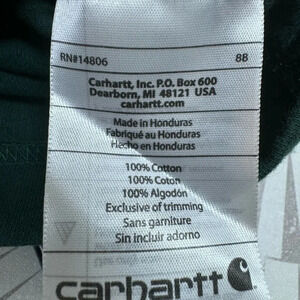 RN#14806 8B
Carhartt, Inc. P.O. Box 600
Dearborn, MI 48121 USA
carhartt.com
Made in Honduras
Fabriqué au Honduras
Hecho en Honduras
100% Cotton
100% Coton
100% Algodón
Exclusive of trimming
Sans garniture
Sin incluir adorno
carhartt